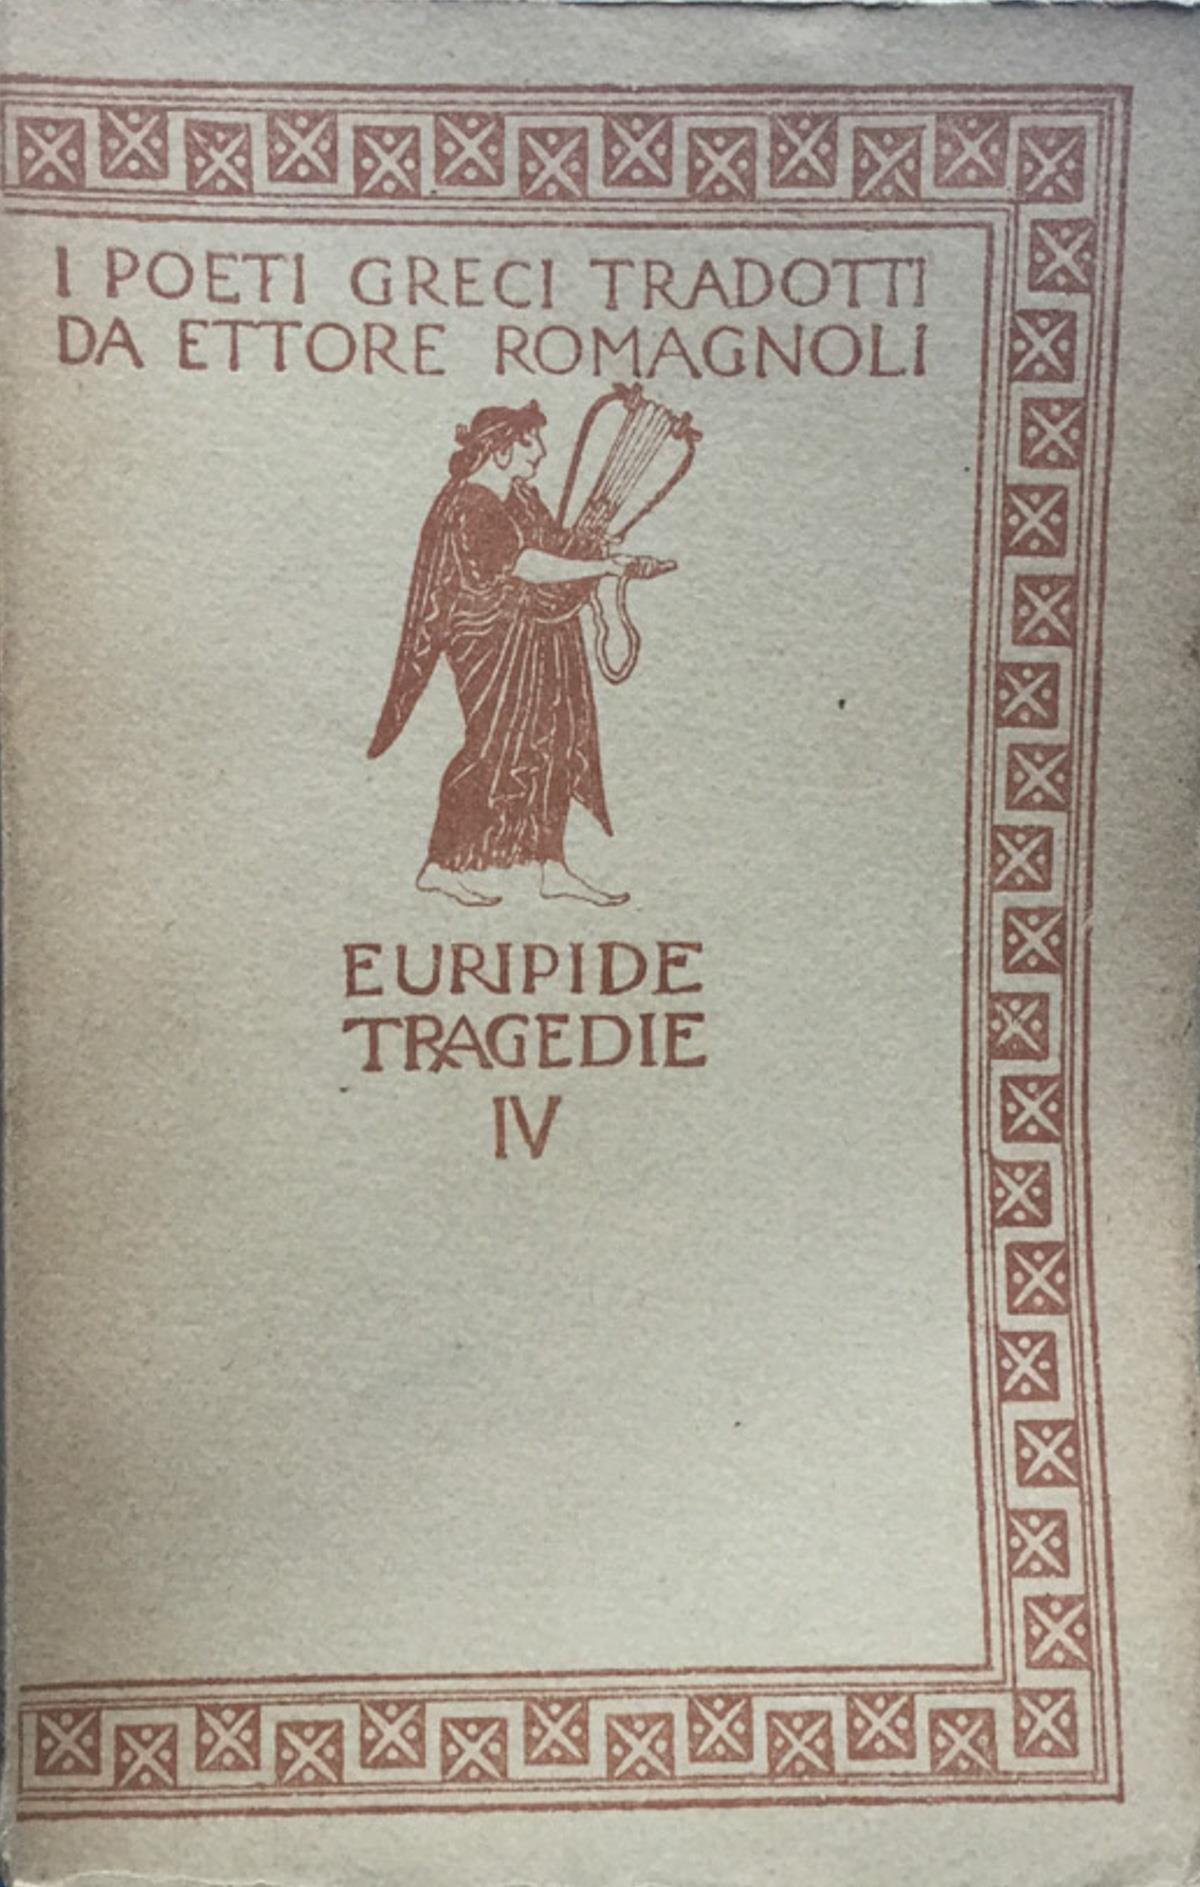 I POETI GRECI TRADOTTI
DA ETTORE ROMAGNOLI
EURIPIDE
TRAGEDIE
IV